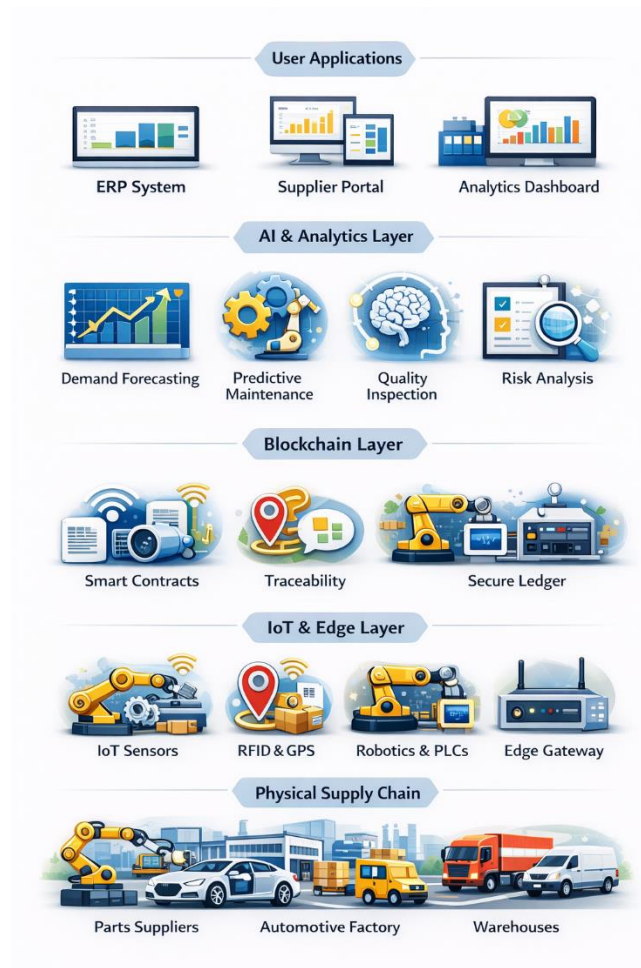 User Applications
ERP System
Supplier Portal
Analytics Dashboard
AI & Analytics Layer
Demand Forecasting
Predictive
Maintenance
Quality
Inspection
Risk Analysis
Blockchain Layer
Smart Contracts
Traceability
Secure Ledger
IoT & Edge Layer
IoT Sensors
RFID & GPS
Robotics & PLCs
Edge Gateway
Physical Supply Chain
Parts Suppliers
Automotive Factory
Warehouses